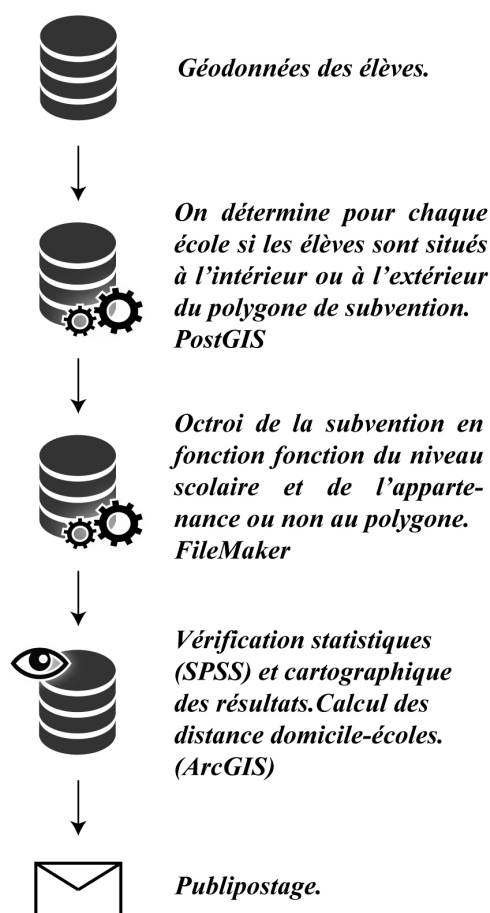 Géodonnées des élèves.
On détermine pour chaque
école si les élèves sont situés
à l'intérieur ou à l'extérieur
du polygone de subvention.
PostGIS
Octroi de la subvention en
fonction fonction du niveau
scolaire et de l'apparte-
nance ou non au polygone.
FileMaker
Vérification statistiques
(SPSS) et cartographique
des résultats.Calcul des
distance domicile-écoles.
(ArcGIS)
Publipostage.